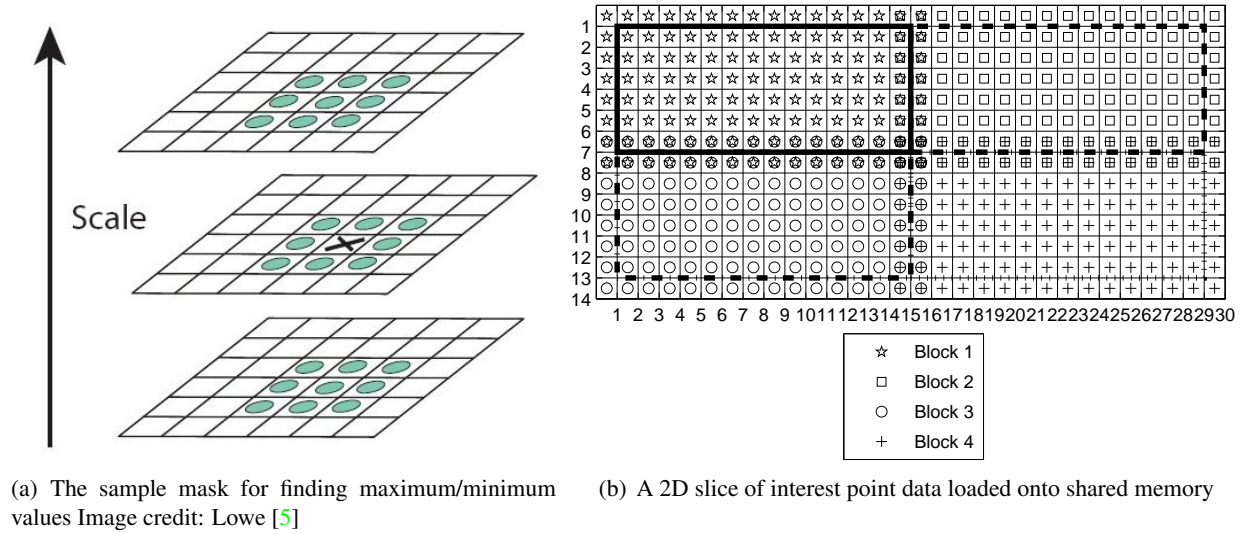 Scale
(a) The sample mask for finding maximum/minimum
values Image credit: Lowe [5]
1
2
3
4
5
6
7
8
9
10
11
12
13
14
1 2 3 4 5 6 7 8 9 10 11 12 13 14 15 16 17 18 19 20 21 22 23 24 25 26 27 28 29 30
Block 1
Block 2
Block 3
Block 4
(b) A 2D slice of interest point data loaded onto shared memory